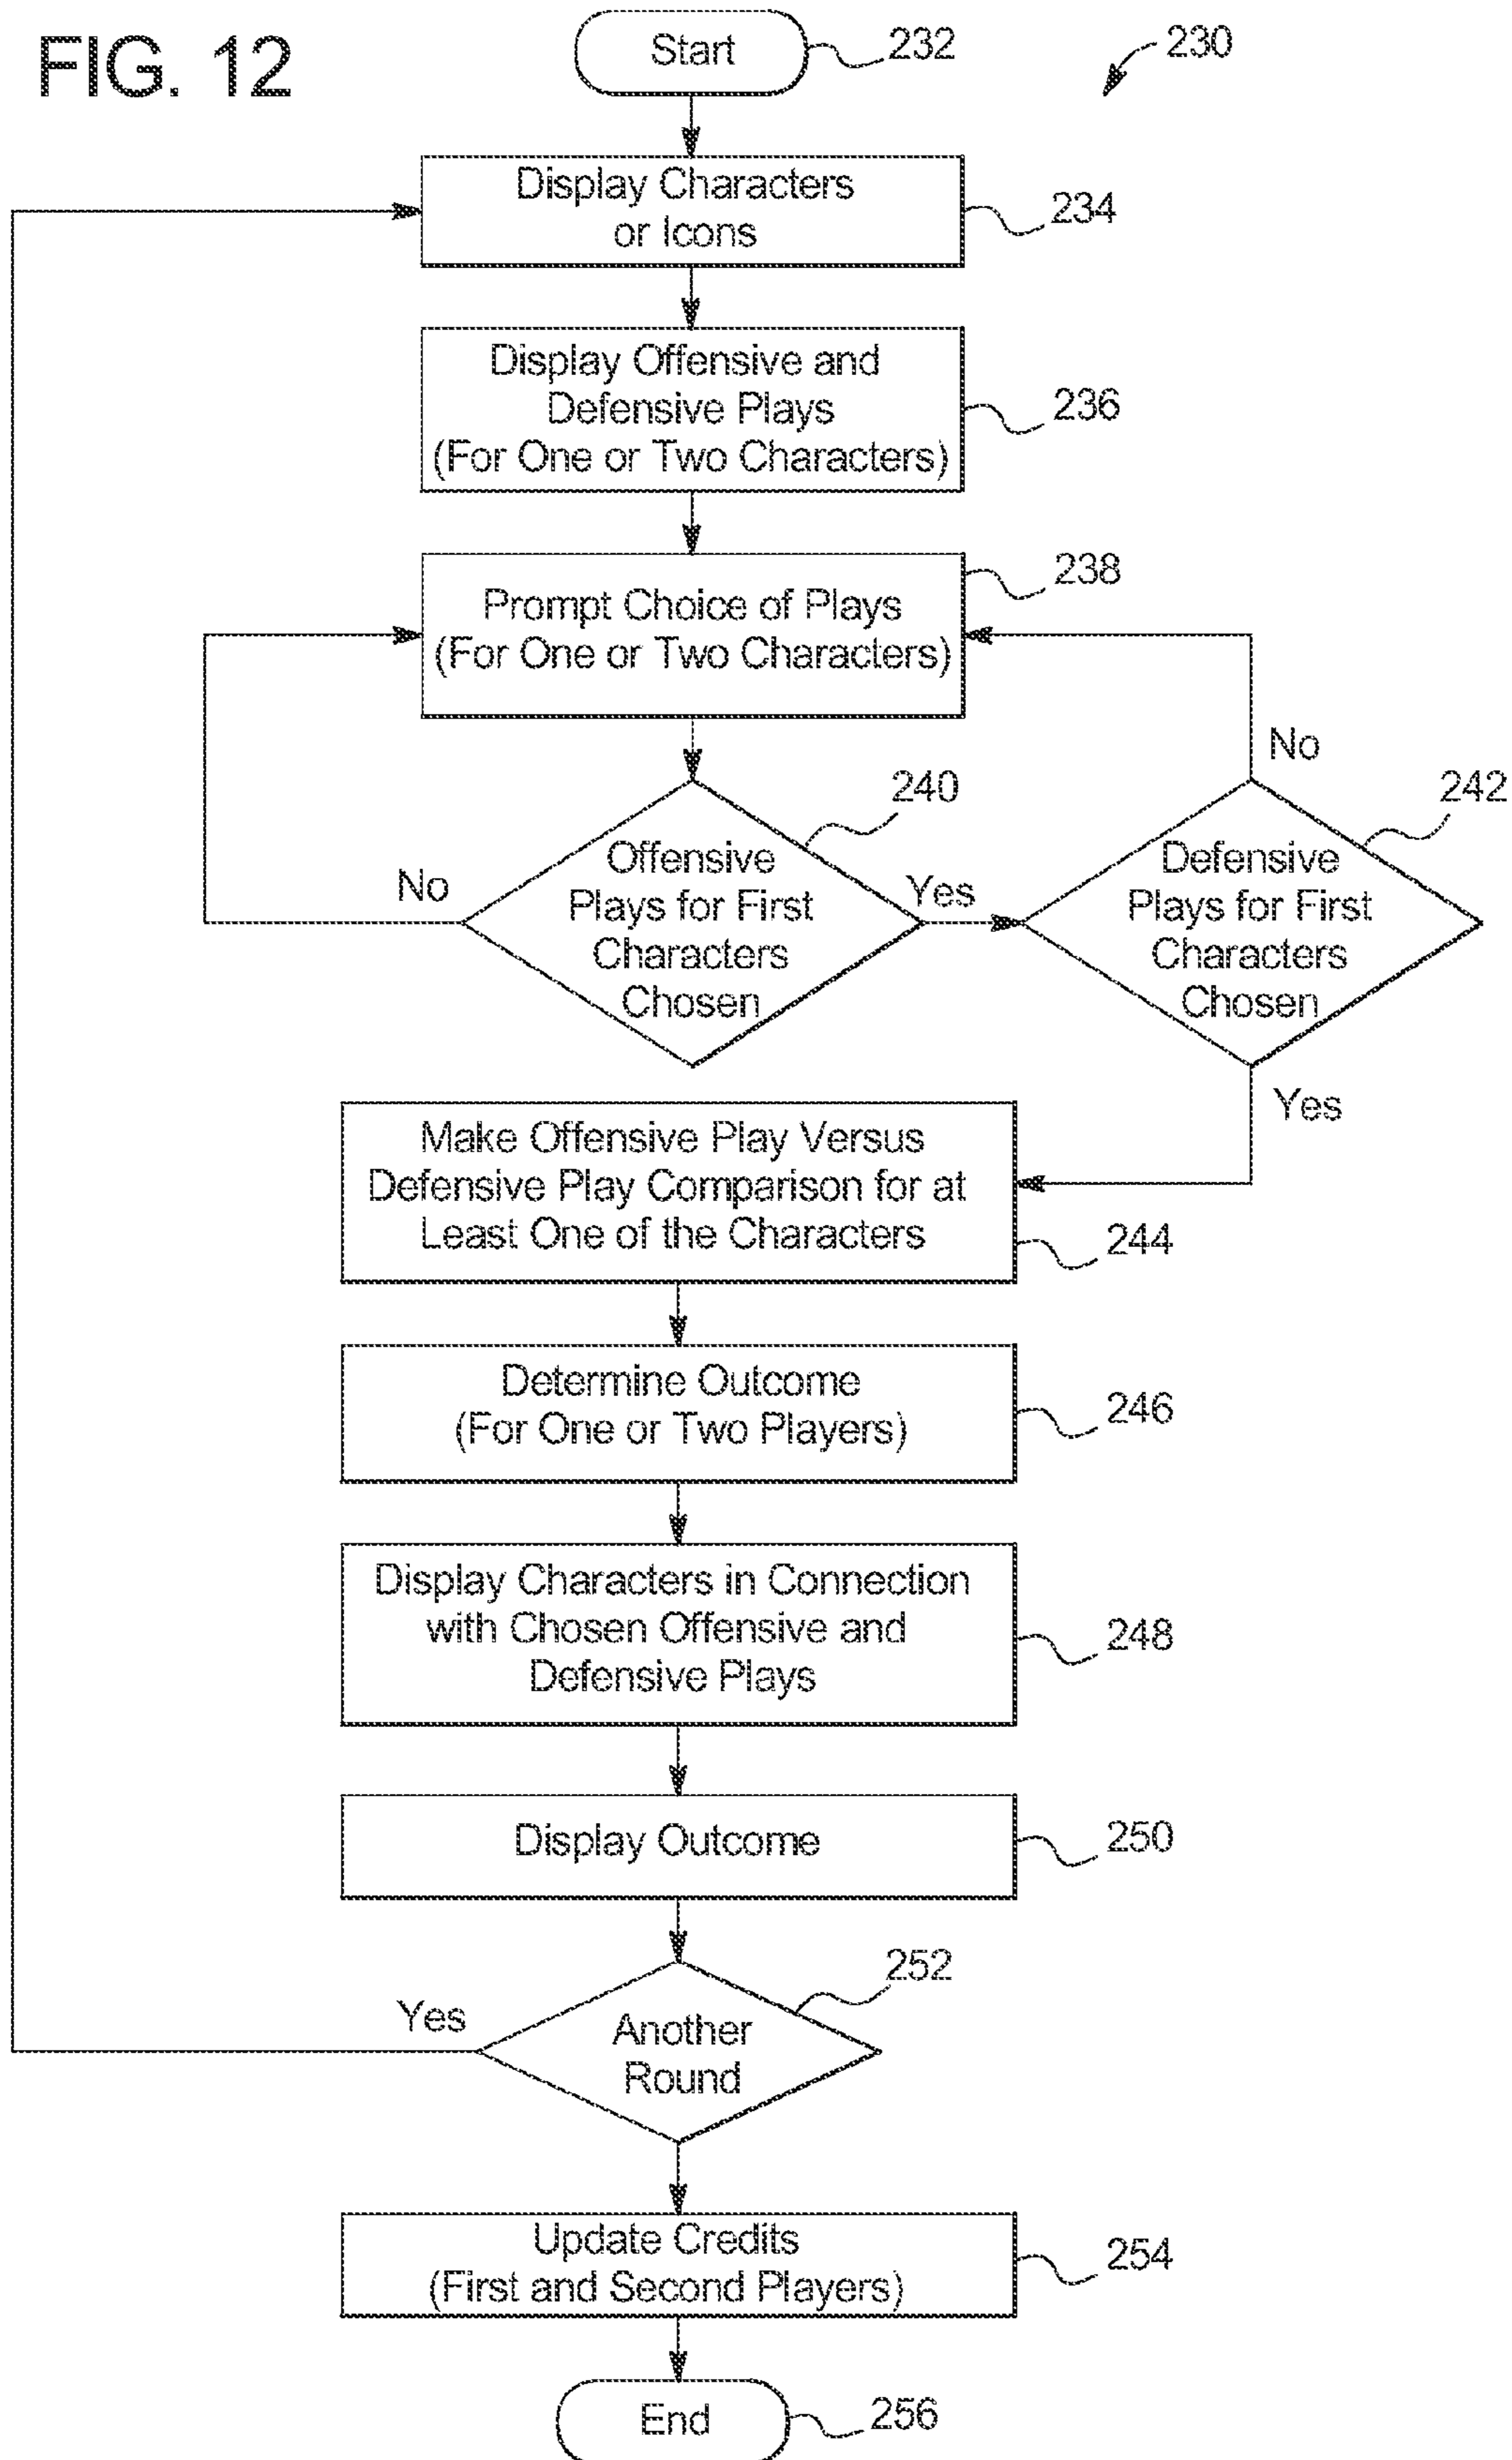 FIG. 12
Start
232
230
Display Characters
or Icons
234
Display Offensive and
Defensive Plays
(For One or Two Characters)
236
238
Prompt Choice of Plays
(For One or Two Characters)
No
240
242
Offensive
Plays for First
Characters
Chosen
No
Yes
Defensive
Plays for First
Characters
Chosen
Yes
Make Offensive Play Versus
Defensive Play Comparison for at
Least One of the Characters
244
Determine Outcome
(For One or Two Players)
246
Display Characters in Connection
with Chosen Offensive and
Defensive Plays
248
Display Outcome
250
252
Yes
Another
Round
Update Credits
(First and Second Players)
254
End
256